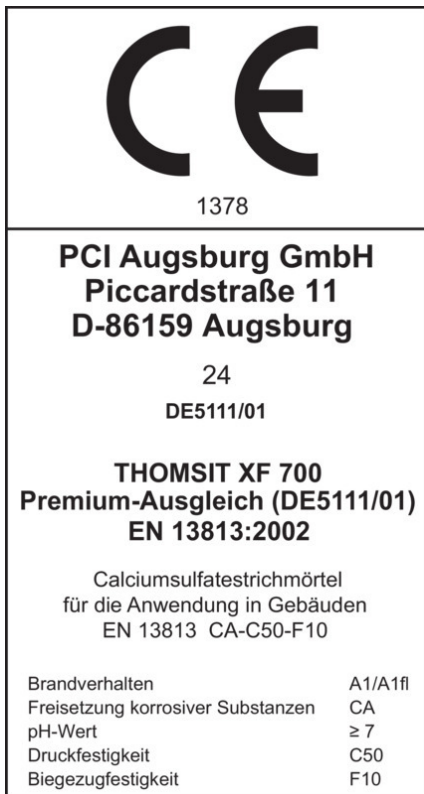 CE
1378
PCI Augsburg GmbH
Piccardstraße 11
D-86159 Augsburg
24
DE5111/01
THOMSIT XF 700
Premium-Ausgleich (DE5111/01)
EN 13813:2002
Calciumsulfatestrichmörtel
für die Anwendung in Gebäuden
EN 13813 CA-C50-F10
Brandverhalten A1/A1fl
Freisetzung korrosiver Substanzen CA
pH-Wert ≥ 7
Druckfestigkeit C50
Biegezugfestigkeit F10